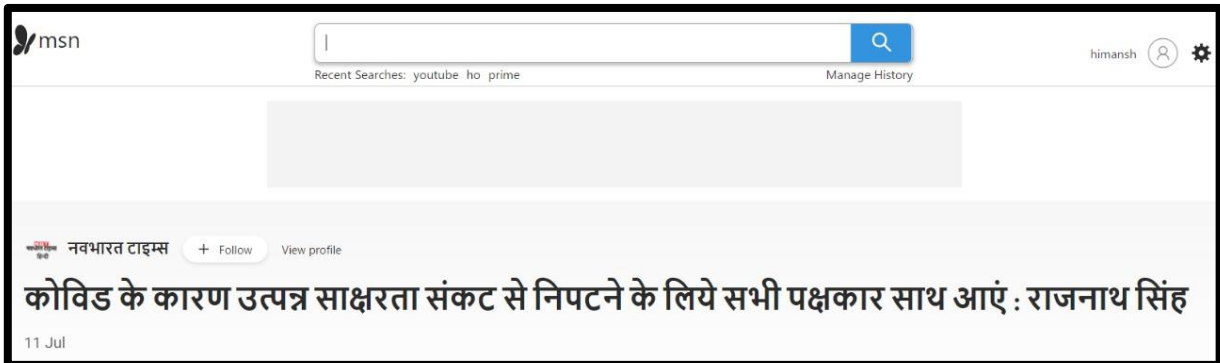 msn
himansh
Recent Searches: youtube ho prime Manage History
नवभारत टाइम्स + Follow View profile
कोविड के कारण उत्पन्न साक्षरता संकट से निपटने के लिये सभी पक्षकार साथ आएं : राजनाथ सिंह
11 Jul